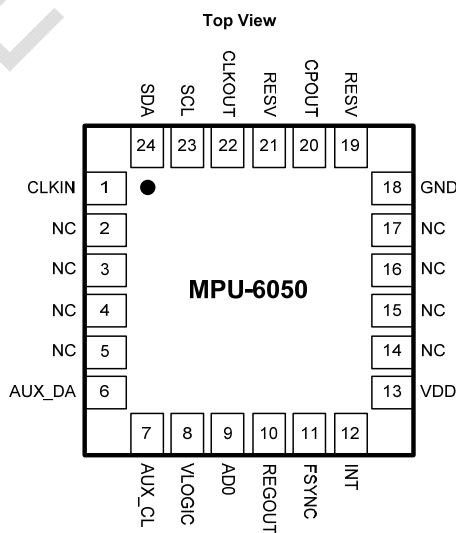 Top View
SDA
SCL
CLKOUT
RESV
CPOUT
RESV
24 23 22 21 20 19
CLKIN 1 18 GND
NC 2 17 NC
NC 3 16 NC
MPU-6050
NC 4 15 NC
NC 5 14 NC
AUX_DA 6 13 VDD
7 8 9 10 11 12
AUX_CL
VLOGIC
AD0
REGOUT
FSYNC
INT